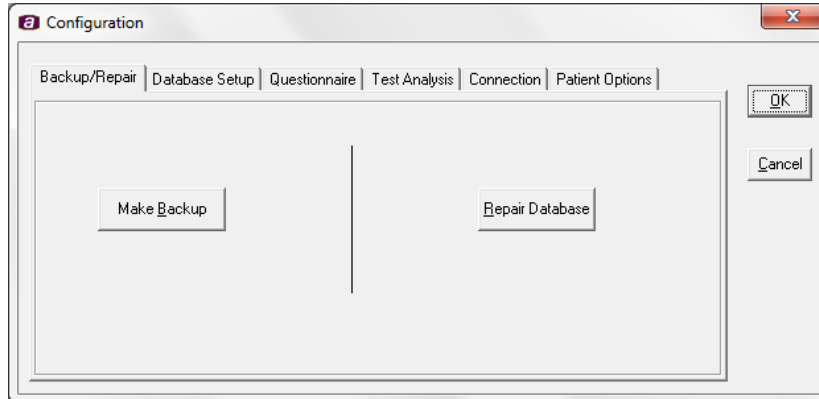 a Configuration
Backup/Repair Database Setup Questionnaire Test Analysis Connection Patient Options
OK
Cancel
Make Backup Repair Database